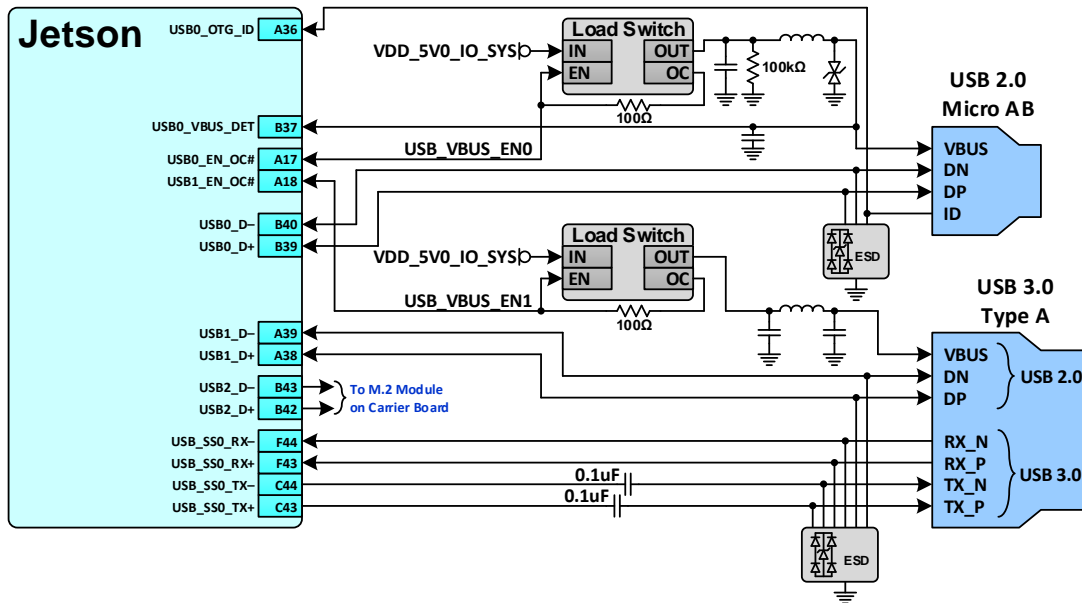 Jetson
USB0_OTG_ID A36
USB0_VBUS_DET B37
USB0_EN_OC# A17
USB1_EN_OC# A18
USB0_D− B40
USB0_D+ B39
USB1_D− A39
USB1_D+ A38
USB2_D− B43
USB2_D+ B42
USB_SS0_RX− F44
USB_SS0_RX+ F43
USB_SS0_TX− C44
USB_SS0_TX+ C43
To M.2 Module
on Carrier Board
VDD_5V0_IO_SYS
Load Switch
IN OUT
EN OC
100Ω
100kΩ
USB_VBUS_EN0
VDD_5V0_IO_SYS
Load Switch
IN OUT
EN OC
100Ω
USB_VBUS_EN1
0.1uF
0.1uF
ESD
ESD
USB 2.0
Micro AB
VBUS
DN
DP
ID
USB 3.0
Type A
VBUS
DN
DP
USB 2.0
RX_N
RX_P
TX_N
TX_P
USB 3.0